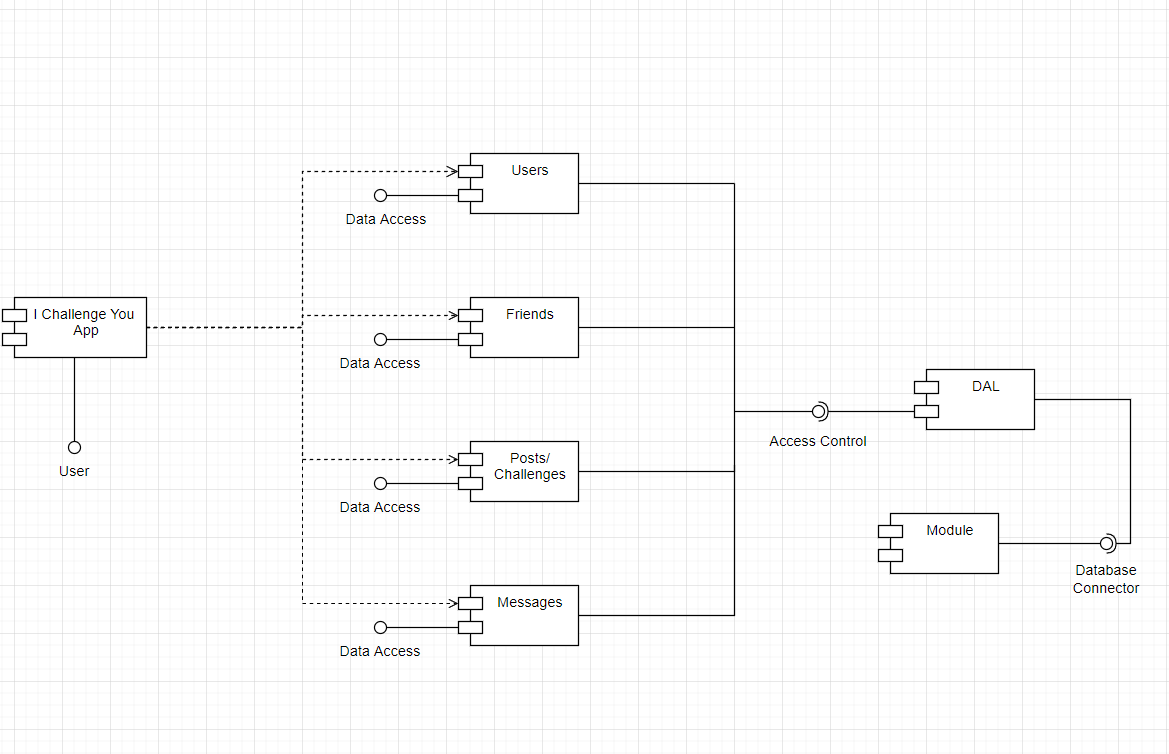 Users
Data Access
I Challenge You
App
User
Friends
Data Access
Posts/
Challenges
Data Access
Messages
Data Access
Access Control
DAL
Module
Database
Connector